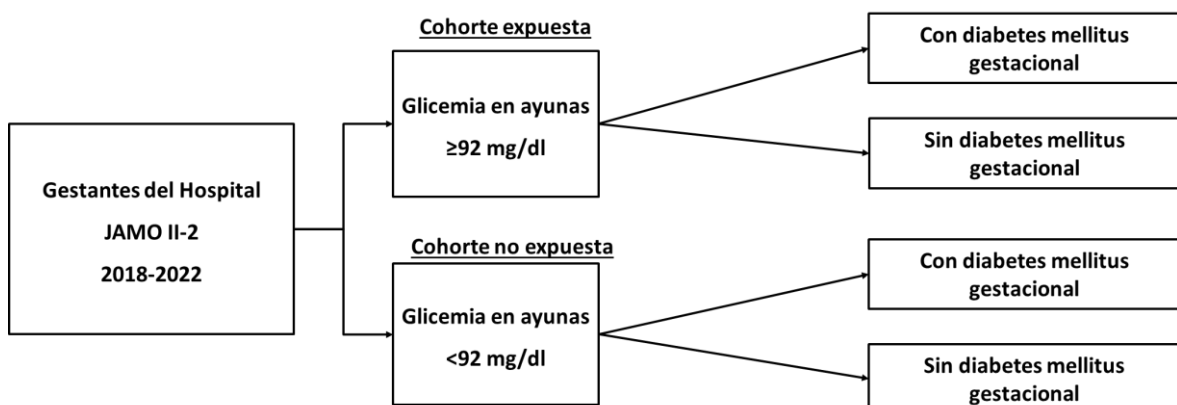 Gestantes del Hospital
JAMO II-2
2018-2022
Cohorte expuesta
Glicemia en ayunas
≥92 mg/dl
Con diabetes mellitus
gestacional
Sin diabetes mellitus
gestacional
Cohorte no expuesta
Glicemia en ayunas
<92 mg/dl
Con diabetes mellitus
gestacional
Sin diabetes mellitus
gestacional